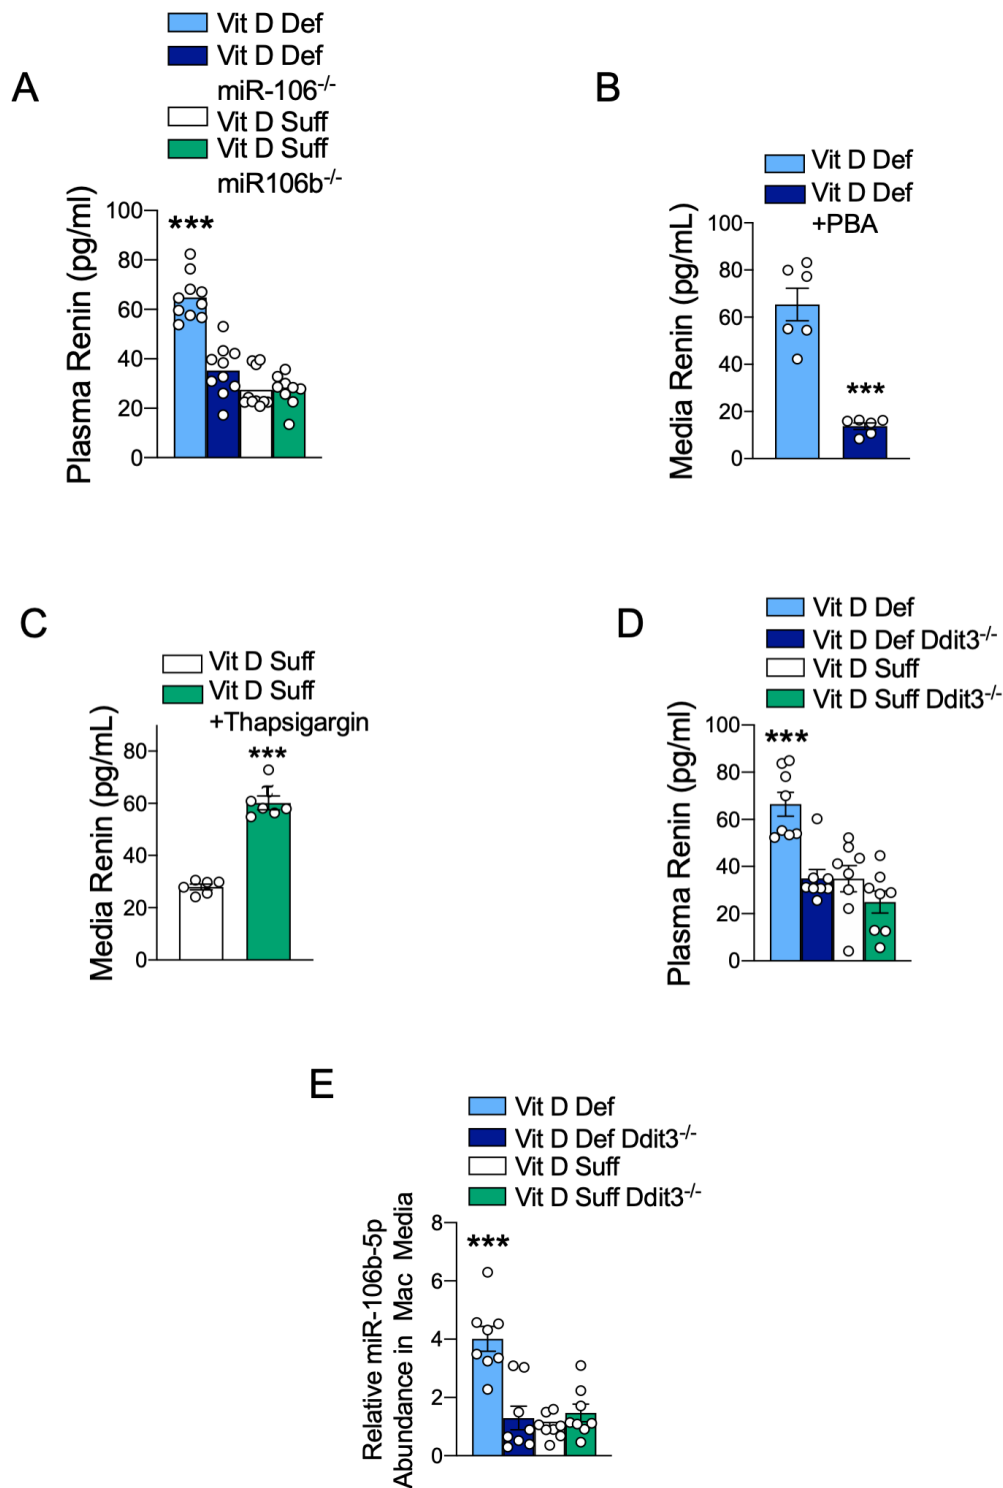 A
Vit D Def
Vit D Def
miR-106-/-
Vit D Suff
Vit D Suff
miR106b-/-
Plasma Renin (pg/ml)
100
80
60
40
20
0
***
B
Vit D Def
Vit D Def
+PBA
Media Renin (pg/mL)
100
80
60
40
20
0
***
C
Vit D Suff
Vit D Suff
+Thapsigargin
Media Renin (pg/mL)
80
60
40
20
0
***
D
Vit D Def
Vit D Def Ddit3-/-
Vit D Suff
Vit D Suff Ddit3-/-
Plasma Renin (pg/ml)
100
80
60
40
20
0
***
E
Vit D Def
Vit D Def Ddit3-/-
Vit D Suff
Vit D Suff Ddit3-/-
Relative miR-106b-5p
Abundance in Mac Media
8
6
4
2
0
***